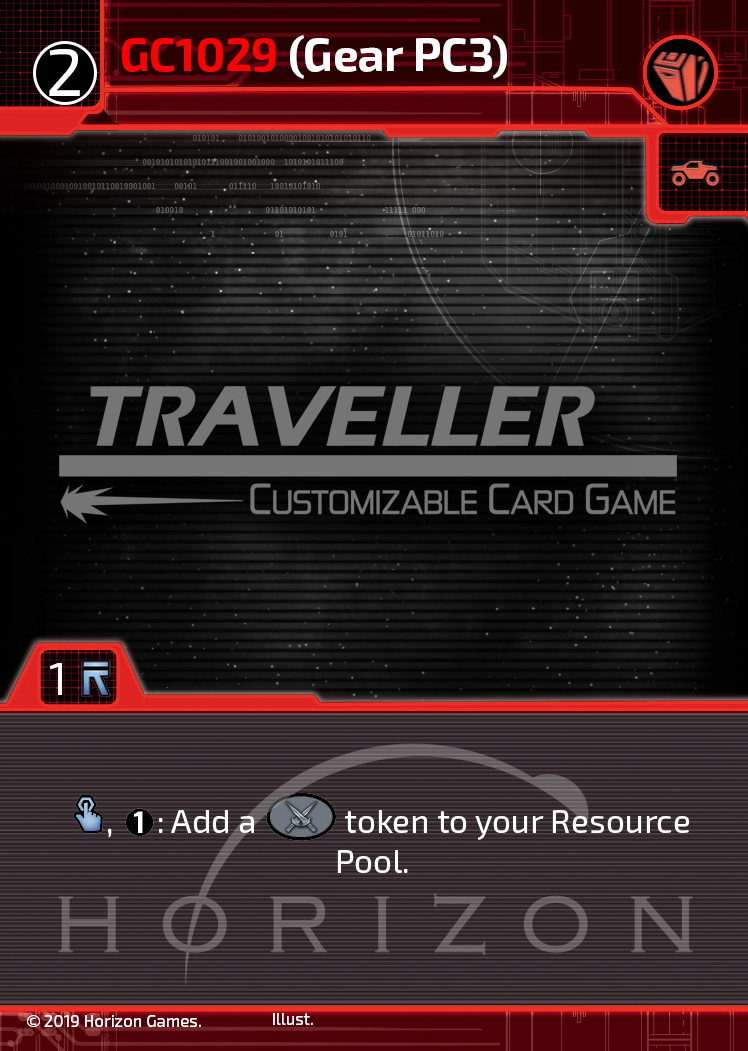 2
GC1029 (Gear PC3)
TRAVELLER
CUSTOMIZABLE CARD GAME
1
, 1: Add a token to your Resource
Pool.
HORIZON
© 2019 Horizon Games. Illust.